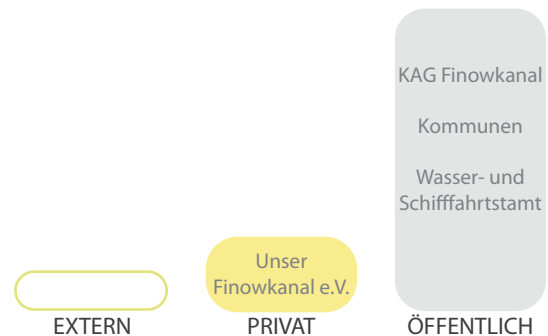 KAG Finowkanal
Kommunen
Wasser- und
Schifffahrtstamt
Unser
Finowkanal e.V.
EXTERN
PRIVAT
ÖFFENTLICH